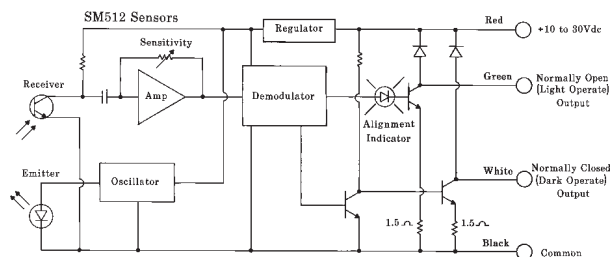 SM512 Sensors
Regulator
Red
+10 to 30Vdc
Sensitivity
Receiver
Amp
Demodulator
Green
Normally Open
(Light Operate)
Output
Alignment
Indicator
Emitter
Oscillator
White
Normally Closed
(Dark Operate)
Output
1.5
1.5
Black
Common